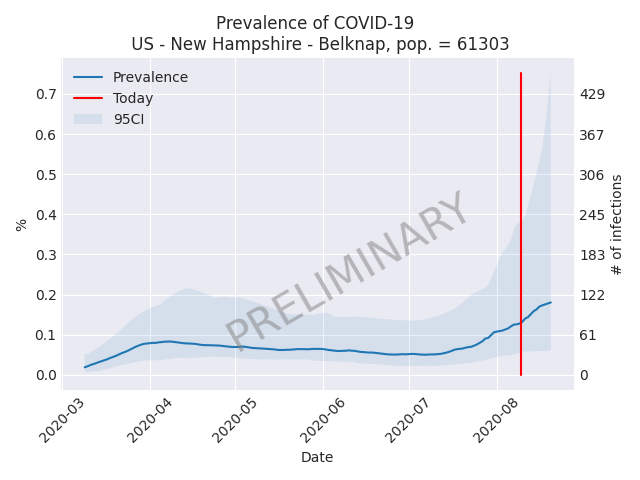 Prevalence of COVID-19
US - New Hampshire - Belknap, pop. = 61303
Prevalence
Today
95CI
0.7
0.6
0.5
0.4
0.3
0.2
0.1
0.0
%
429
367
306
245
183
122
61
0
# of infections
PRELIMINARY
2020-03
2020-04
2020-05
2020-06
2020-07
2020-08
Date